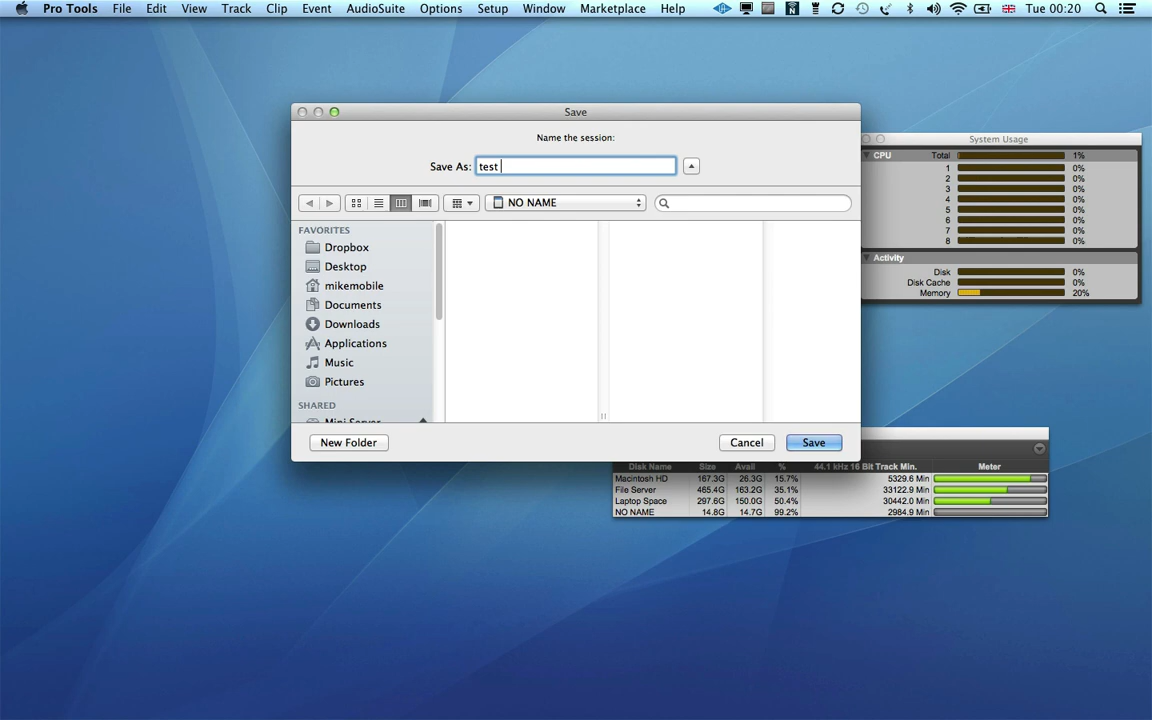 Pro Tools File Edit View Track Clip Event AudioSuite Options Setup Window Marketplace Help Tue 00:20
Save
Name the session:
Save As: test
NO NAME
FAVORITES
Dropbox
Desktop
mikemobile
Documents
Downloads
Applications
Music
Pictures
SHARED
Mini Server
New Folder Cancel Save
System Usage
CPU Total 1%
1 0%
2 0%
3 0%
4 0%
5 0%
6 0%
7 0%
8 0%
Activity
Disk 0%
Disk Cache 0%
Memory 20%
Disk Name Size Avail % 44.1 kHz 16 Bit Track Min. Meter
Macintosh HD 167.3G 26.3G 15.7% 5329.6 Min
File Server 465.4G 163.2G 35.1% 33122.9 Min
Laptop Space 297.6G 150.0G 50.4% 30442.0 Min
NO NAME 14.8G 14.7G 99.2% 2984.9 Min